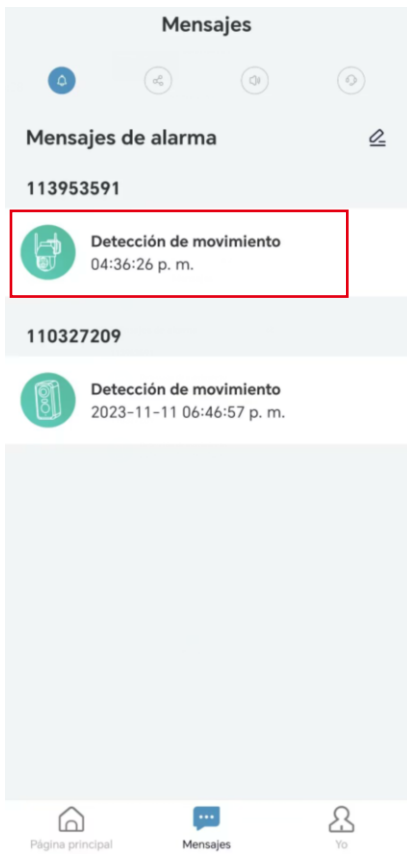 Mensajes
Mensajes de alarma
113953591
Detección de movimiento
04:36:26 p. m.
110327209
Detección de movimiento
2023-11-11 06:46:57 p. m.
Página principal
Mensajes
Yo